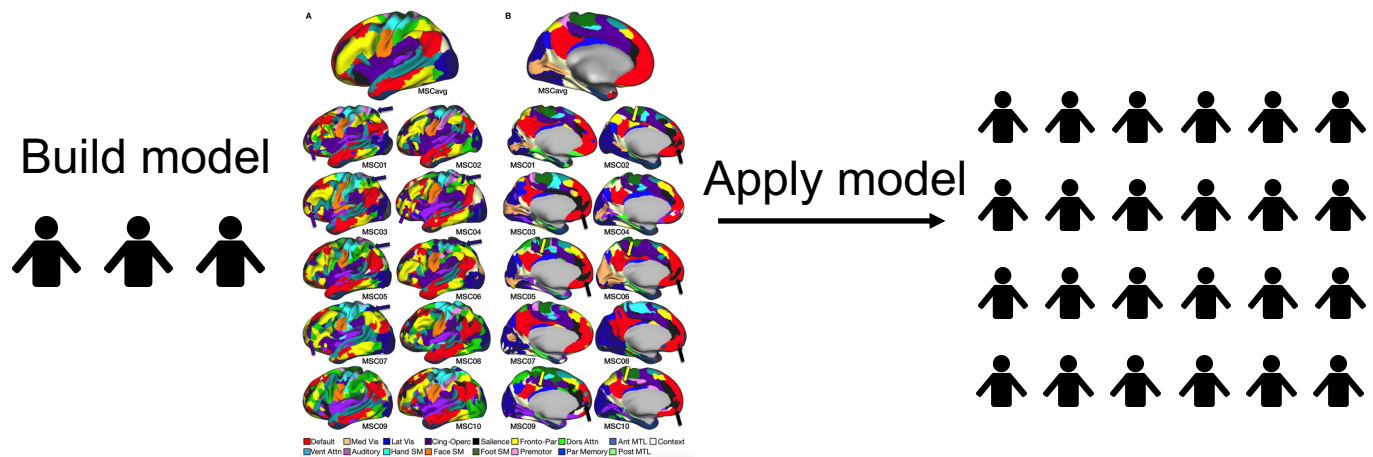 Build model
A
B
MSCavg
MSCavg
MSC01
MSC02
MSC01
MSC02
MSC03
MSC04
MSC03
MSC04
MSC05
MSC06
MSC05
MSC06
MSC07
MSC08
MSC07
MSC08
MSC09
MSC10
MSC09
MSC10
Default Med Vis Lat Vis Cing-Operc Salience Fronto-Par Dors Attn Ant MTL Context
Vent Attn Auditory Hand SM Face SM Foot SM Premotor Par Memory Post MTL
Apply model